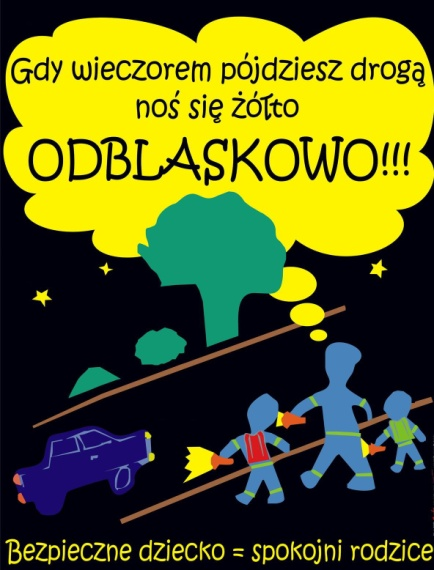 Gdy wieczorem pójdziesz drogą
noś się żółto
ODBLASKOWO!!!
Bezpieczne dziecko = spokojni rodzice